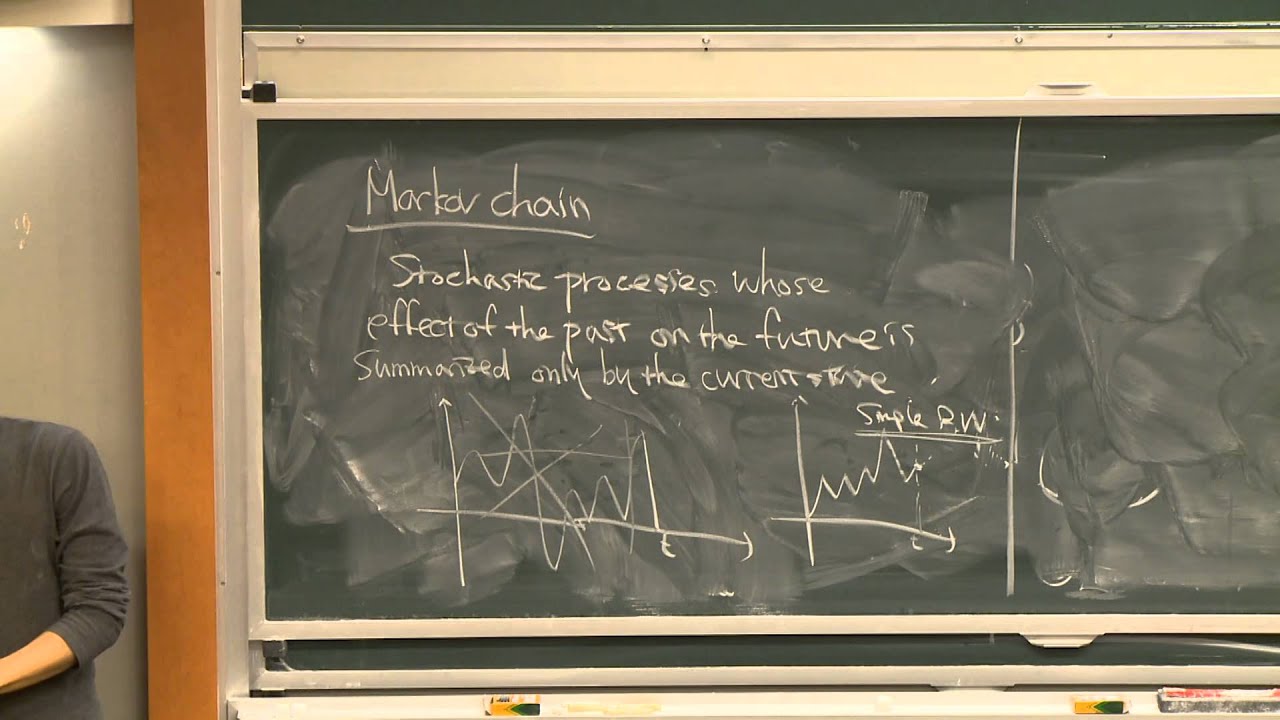 Markov chain
Stochastic processes whose
effect of the past on the future is
Summarized only by the current state
Simple R.W.
t
t